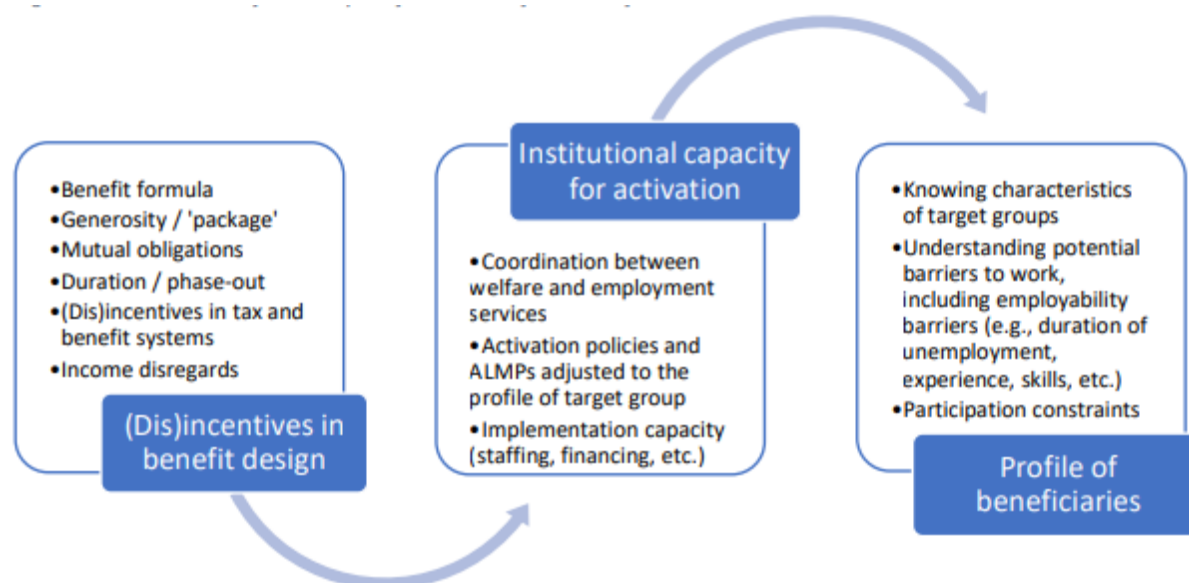 •Benefit formula
•Generosity / 'package'
•Mutual obligations
•Duration / phase-out
•(Dis)incentives in tax and
benefit systems
•Income disregards
(Dis)incentives in
benefit design
Institutional capacity
for activation
•Coordination between
welfare and employment
services
•Activation policies and
ALMPs adjusted to the
profile of target group
•Implementation capacity
(staffing, financing, etc.)
•Knowing characteristics
of target groups
•Understanding potential
barriers to work,
including employability
barriers (e.g., duration of
unemployment,
experience, skills, etc.)
•Participation constraints
Profile of
beneficiaries